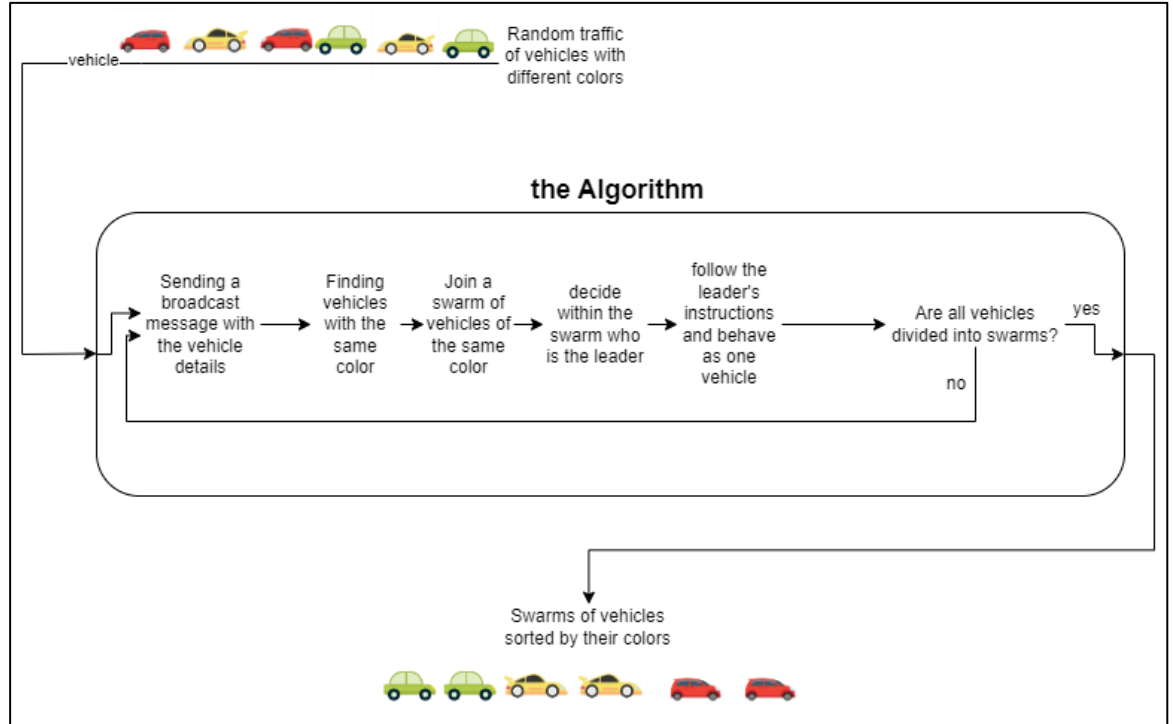 Random traffic
of vehicles with
different colors
vehicle
the Algorithm
Sending a
broadcast
message with
the vehicle
details
Finding
vehicles
with the
same
color
Join a
swarm of
vehicles of
the same
color
decide
within the
swarm who
is the leader
follow the
leader's
instructions
and behave
as one
vehicle
Are all vehicles
divided into swarms?
yes
no
Swarms of vehicles
sorted by their colors